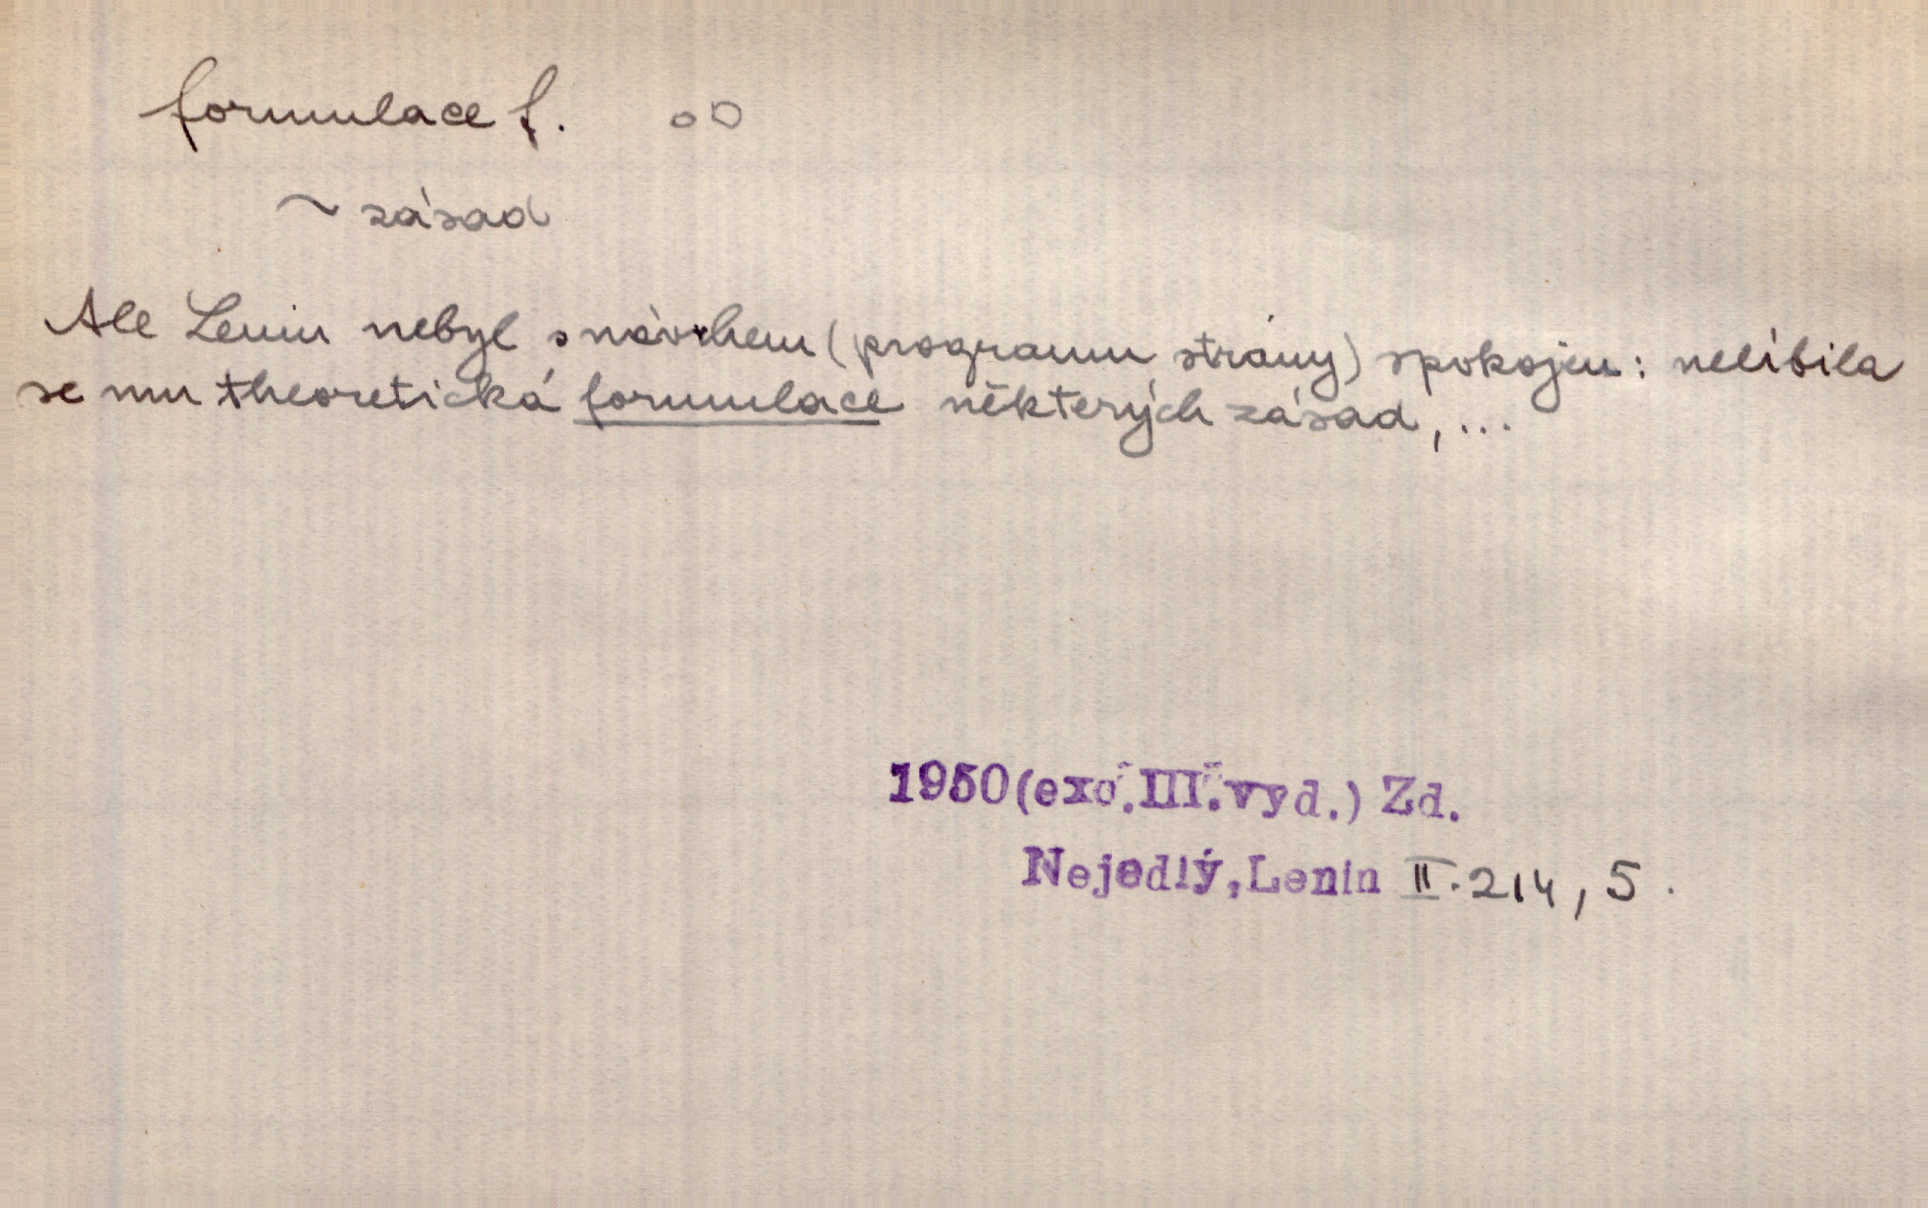 formulace f. oo
~ zásad
Ale Lenin nebyl s návrhem (programu strany) spokojen: nelíbila
se mu theoretická formulace některých zásad, ...
1950 (exc. III. vyd.) Zd.
Nejedlý, Lenin II. 214, 5.